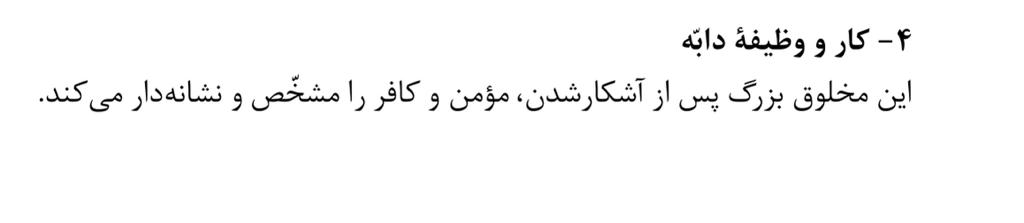 ۴- کار و وظیفهٔ دابّه
این مخلوق بزرگ پس از آشکارشدن، مؤمن و کافر را مشخّص و نشانه‌دار می‌کند.